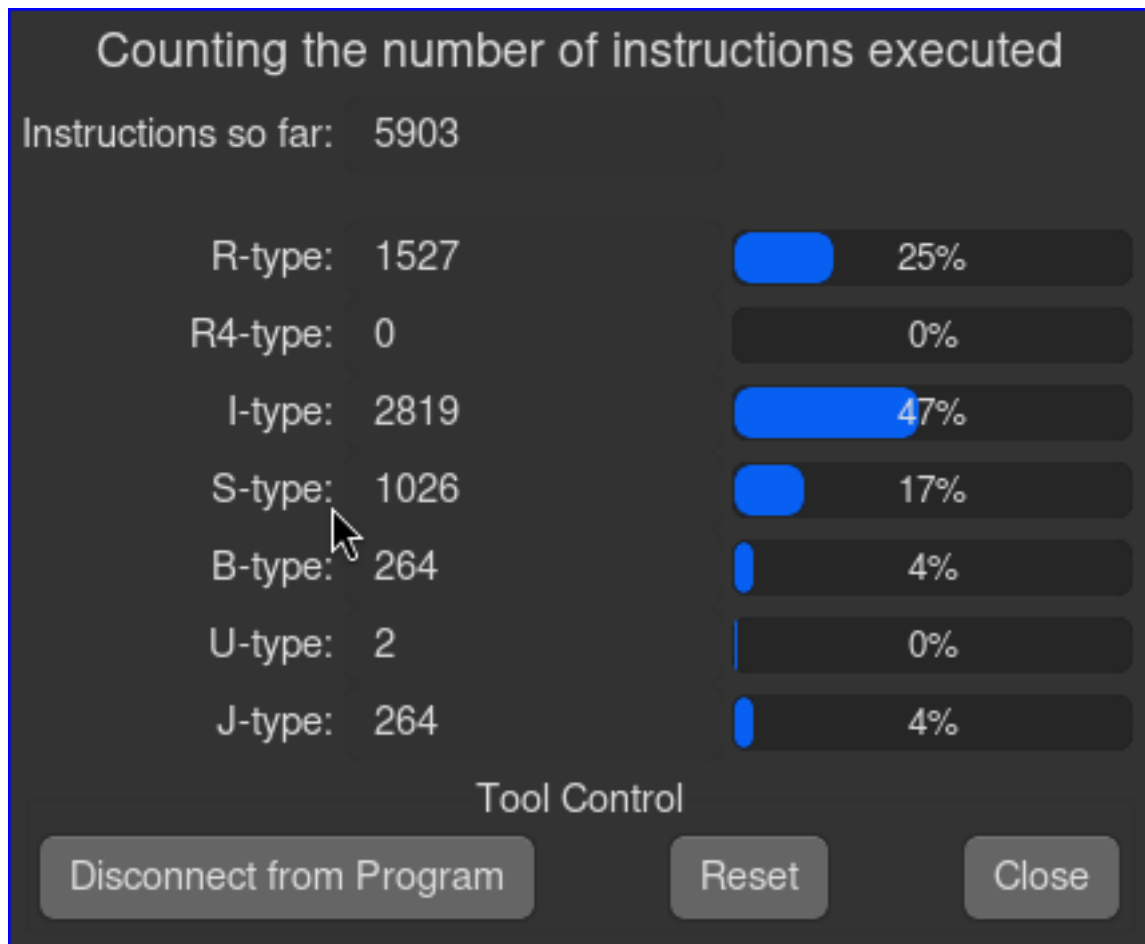 Counting the number of instructions executed
Instructions so far: 5903
R-type: 1527 25%
R4-type: 0 0%
I-type: 2819 47%
S-type: 1026 17%
B-type: 264 4%
U-type: 2 0%
J-type: 264 4%
Tool Control
Disconnect from Program Reset Close